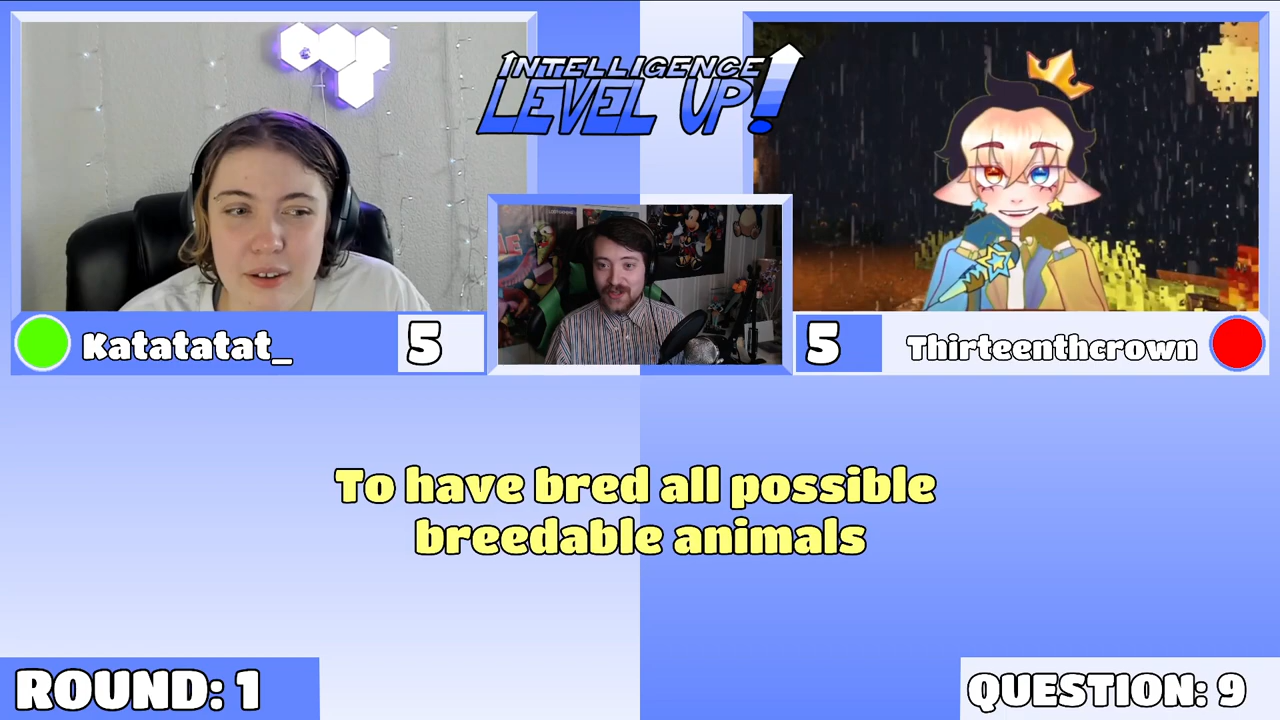 INTELLIGENCE
LEVEL UP!
Katatatat_
5
5
Thirteenthcrown
To have bred all possible
breedable animals
ROUND: 1
QUESTION: 9